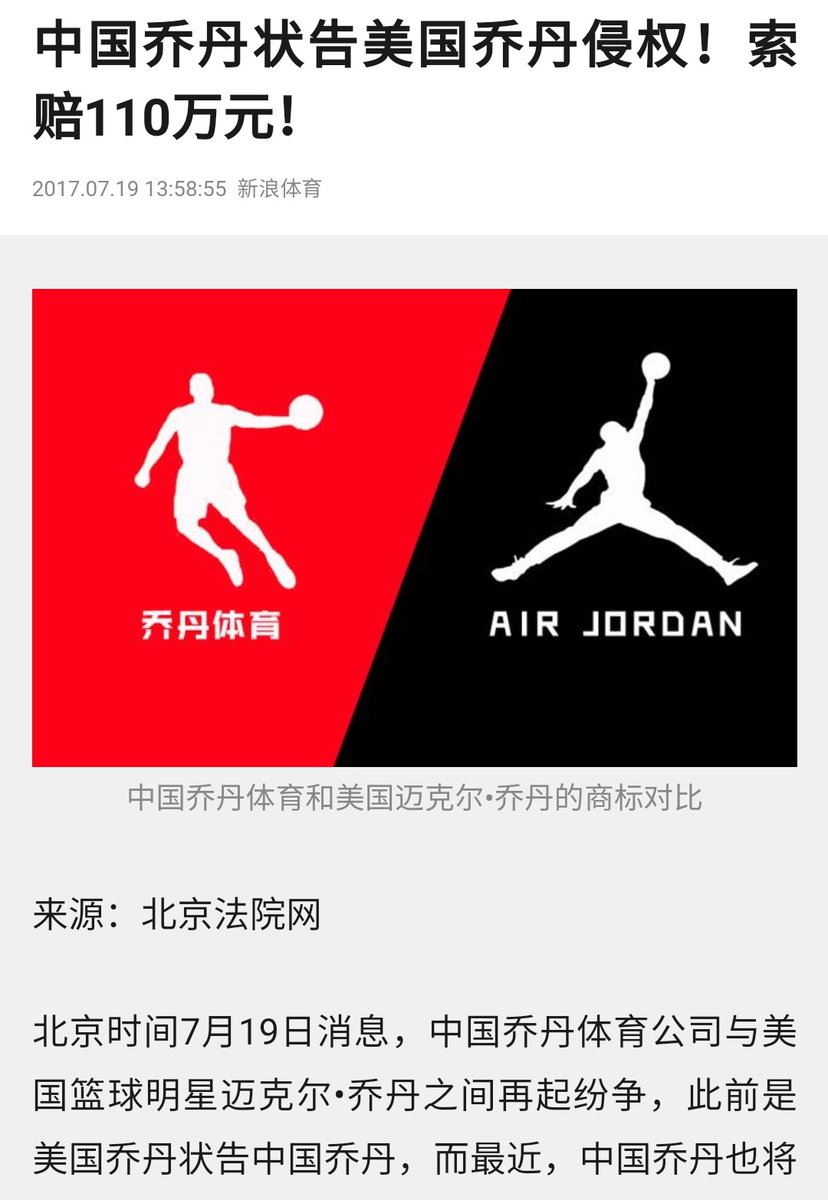 中国乔丹状告美国乔丹侵权！索
赔110万元！
2017.07.19 13:58:55 新浪体育
乔丹体育
AIR JORDAN
中国乔丹体育和美国迈克尔•乔丹的商标对比
来源：北京法院网
北京时间7月19日消息，中国乔丹体育公司与美
国篮球明星迈克尔•乔丹之间再起纷争，此前是
美国乔丹状告中国乔丹，而最近，中国乔丹也将